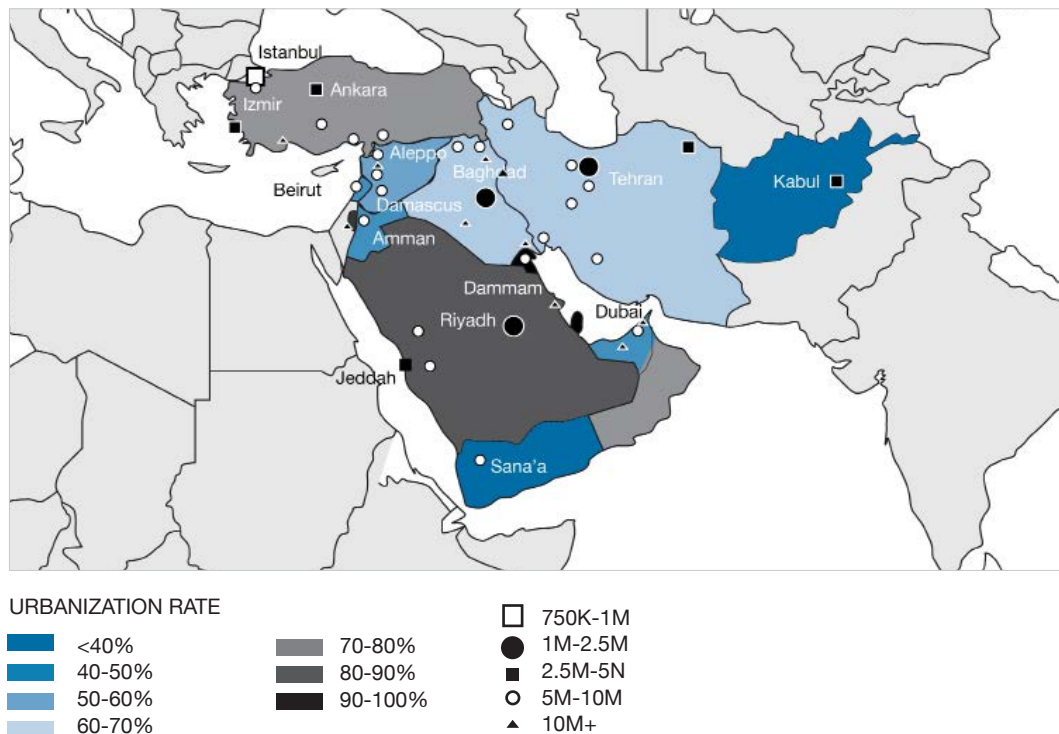 Istanbul
Ankara
Izmir
Aleppo
Baghdad
Tehran
Kabul
Beirut
Damascus
Amman
Dammam
Dubai
Riyadh
Jeddah
Sana'a
URBANIZATION RATE
<40%
40-50%
50-60%
60-70%
70-80%
80-90%
90-100%
750K-1M
1M-2.5M
2.5M-5N
5M-10M
10M+